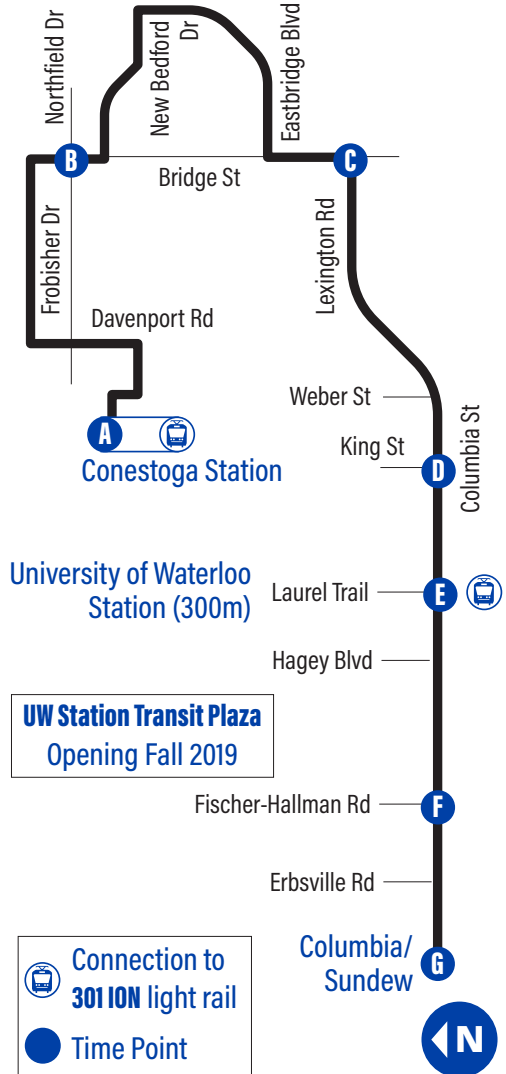 Northfield Dr
New Bedford
Dr
Eastbridge Blvd
B
C
Bridge St
Frobisher Dr
Lexington Rd
Davenport Rd
Weber St
A
Conestoga Station
King St
D
Columbia St
University of Waterloo
Station (300m)
Laurel Trail
E
Hagey Blvd
UW Station Transit Plaza
Opening Fall 2019
Fischer-Hallman Rd
F
Erbsville Rd
Columbia/
Sundew
G
Connection to
301 ION light rail
Time Point
N